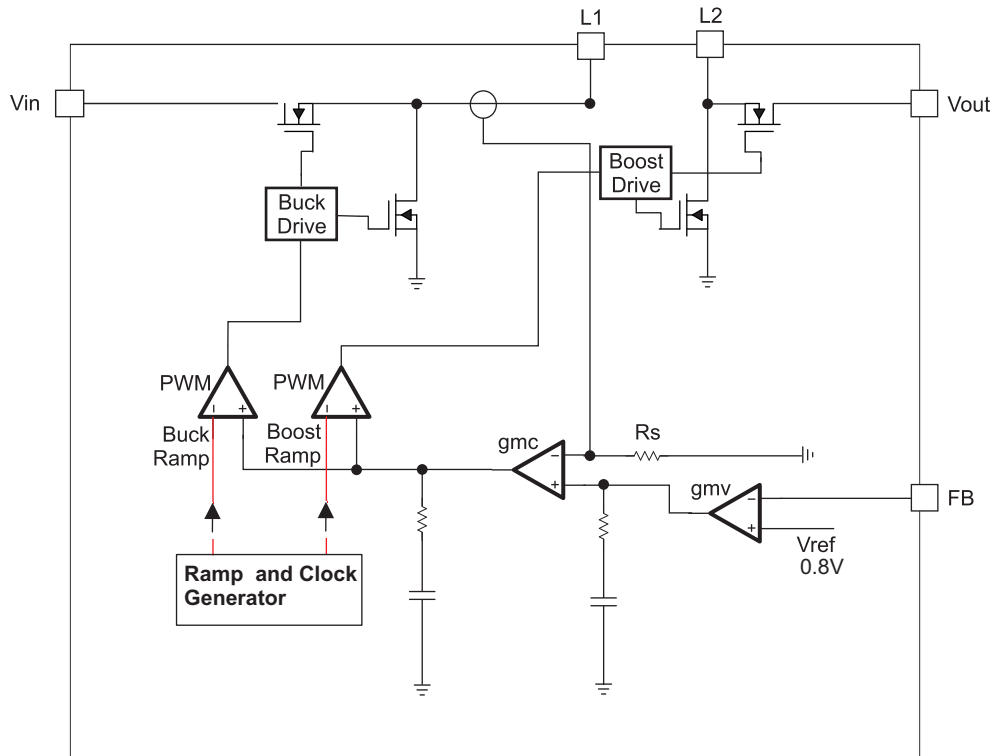 L1
L2
Vin
Vout
Boost
Drive
Buck
Drive
PWM
PWM
Buck
Ramp
Boost
Ramp
gmc
Rs
gmv
FB
Vref
0.8V
Ramp and Clock
Generator